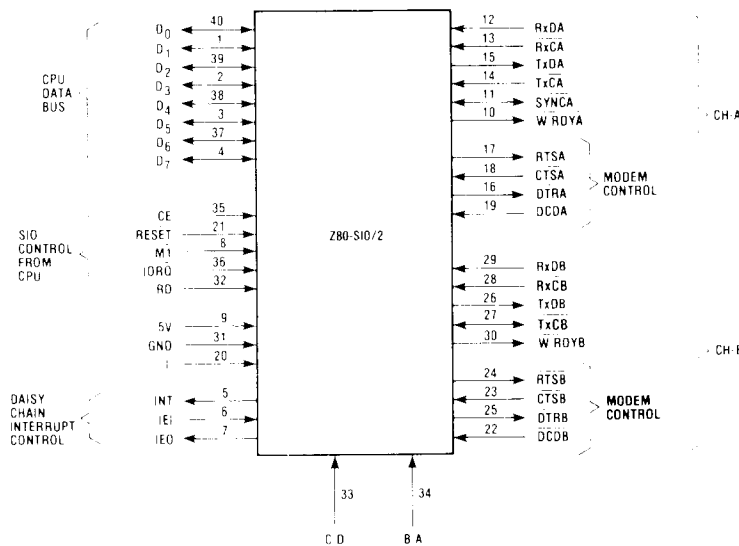 CPU
DATA
BUS
D0 40
D1 1
D2 39
D3 2
D4 38
D5 3
D6 37
D7 4
SIO
CONTROL
FROM
CPU
CE 35
RESET 21
M1 8
IORQ 36
RD 32
5V 9
GND 31
20
DAISY
CHAIN
INTERRUPT
CONTROL
INT 5
IEI 6
IEO 7
Z80-SIO/2
12 RxDA
13 RxCA
15 TxDA
14 TxCA
11 SYNCA
10 W RDYA
17 RTSA
18 CTSA
16 DTRA
19 DCDA
MODEM
CONTROL
CH-A
29 RxDB
28 RxCB
26 TxDB
27 TxCB
30 W RDYB
24 RTSB
23 CTSB
25 DTRB
22 DCDB
MODEM
CONTROL
CH-B
33 34
C D B A